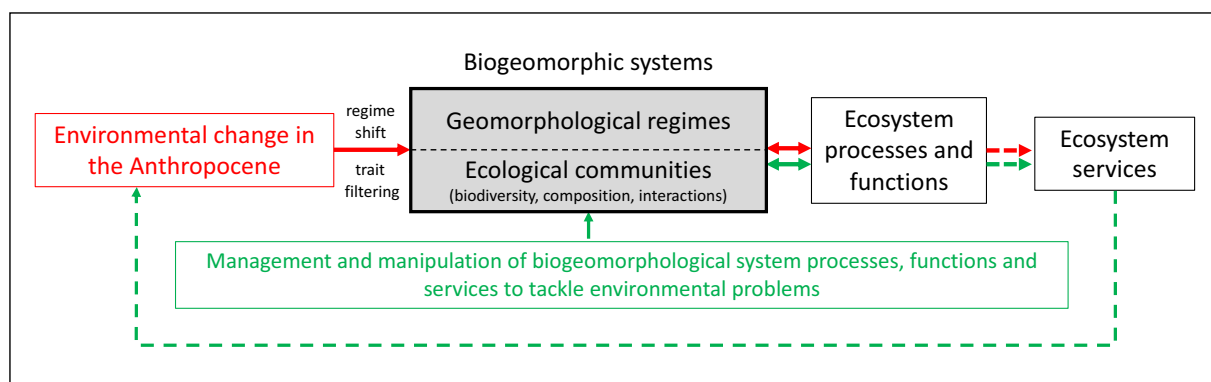 Biogeomorphic systems
Environmental change in
the Anthropocene
regime
shift
trait
filtering
Geomorphological regimes
Ecological communities
(biodiversity, composition, interactions)
Ecosystem
processes and
functions
Ecosystem
services
Management and manipulation of biogeomorphological system processes, functions and
services to tackle environmental problems